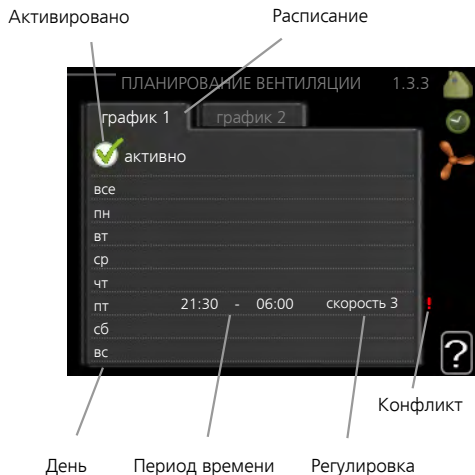 Активировано
Расписание
ПЛАНИРОВАНИЕ ВЕНТИЛЯЦИИ 1.3.3
график 1 график 2
активно
все
пн
вт
ср
чт
пт 21:30 - 06:00 скорость 3 !
сб
вс
?
Конфликт
День Период времени Регулировка